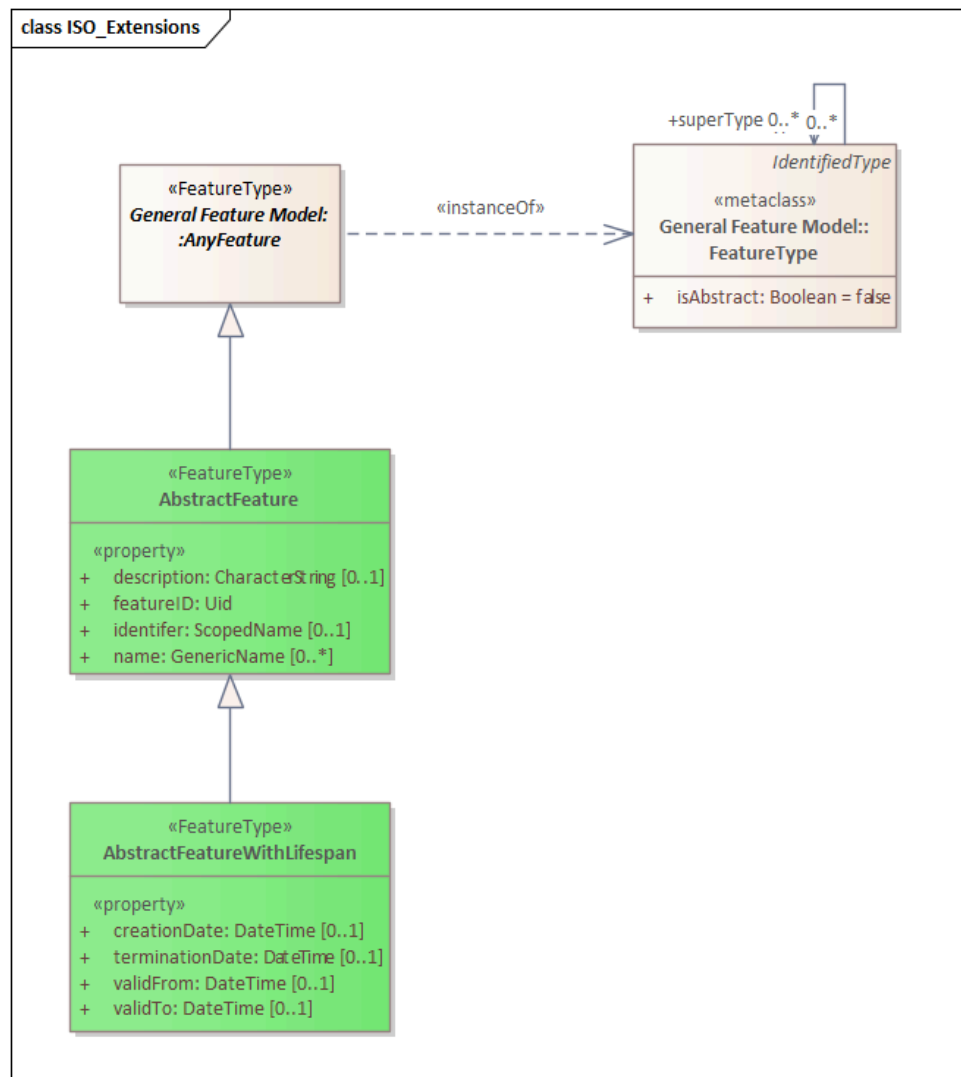 class ISO_Extensions
+superType 0..* 0..*
IdentifiedType
«metaclass»
General Feature Model::
FeatureType
+ isAbstract: Boolean = false
«instanceOf»
«FeatureType»
General Feature Model:
:AnyFeature
«FeatureType»
AbstractFeature
«property»
+ description: CharacterString [0..1]
+ featureID: Uid
+ identifer: ScopedName [0..1]
+ name: GenericName [0..*]
«FeatureType»
AbstractFeatureWithLifespan
«property»
+ creationDate: DateTime [0..1]
+ terminationDate: DateTime [0..1]
+ validFrom: DateTime [0..1]
+ validTo: DateTime [0..1]